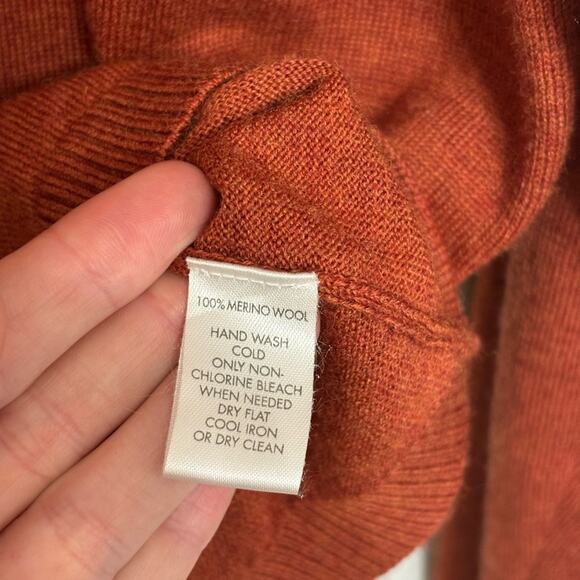 100% MERINO WOOL
HAND WASH
COLD
ONLY NON-
CHLORINE BLEACH
WHEN NEEDED
DRY FLAT
COOL IRON
OR DRY CLEAN